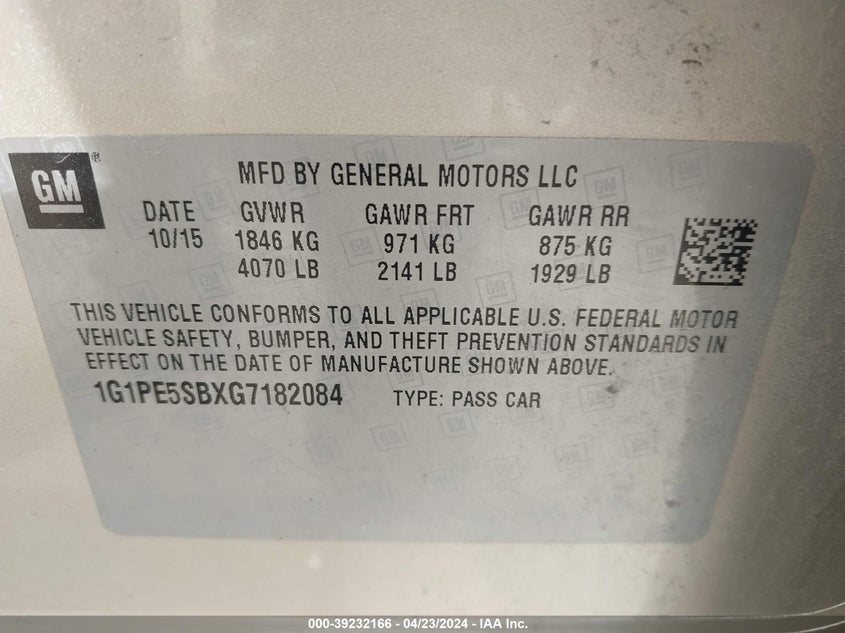 GM
®
MFD BY GENERAL MOTORS LLC
DATE GVWR GAWR FRT GAWR RR
10/15 1846 KG 971 KG 875 KG
4070 LB 2141 LB 1929 LB
THIS VEHICLE CONFORMS TO ALL APPLICABLE U.S. FEDERAL MOTOR
VEHICLE SAFETY, BUMPER, AND THEFT PREVENTION STANDARDS IN
EFFECT ON THE DATE OF MANUFACTURE SHOWN ABOVE.
1G1PE5SBXG7182084 TYPE: PASS CAR
000-39232166 - 04/23/2024 - IAA Inc.